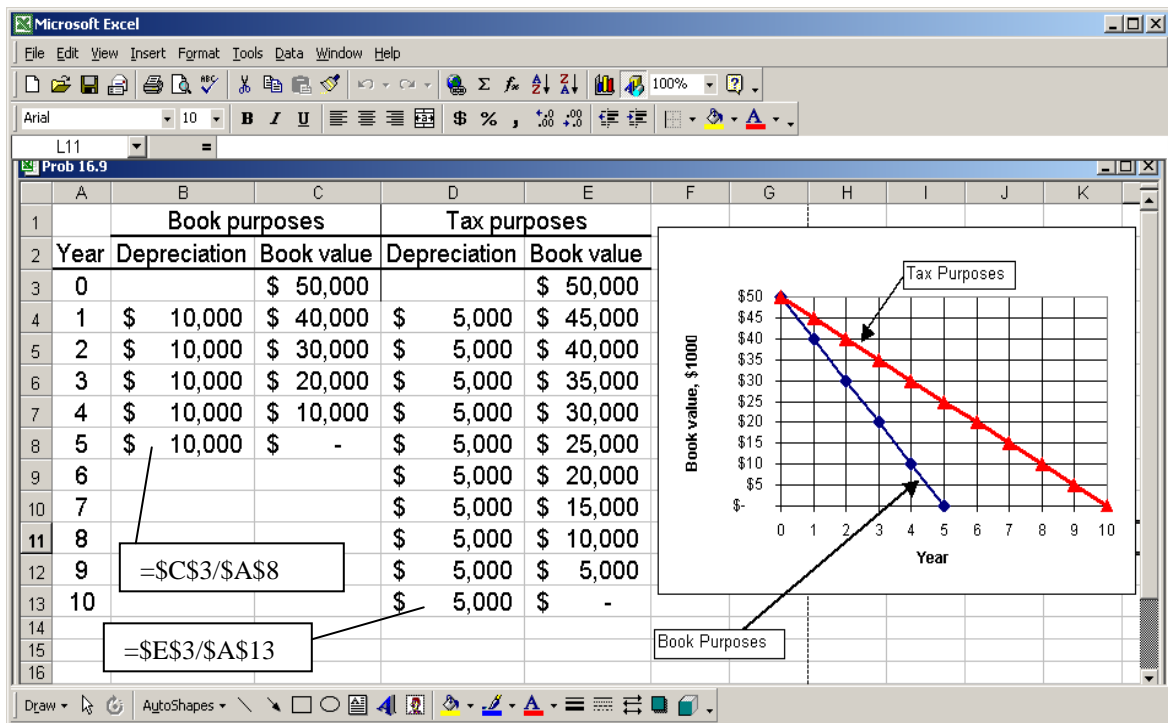 Microsoft Excel
File Edit View Insert Format Tools Data Window Help
100%
Arial 10 B I U $ % ,
L11 =
Prob 16.9
A B C D E F G H I J K
1 Book purposes Tax purposes
2 Year Depreciation Book value Depreciation Book value
3 0 $ 50,000 $ 50,000
4 1 $ 10,000 $ 40,000 $ 5,000 $ 45,000
5 2 $ 10,000 $ 30,000 $ 5,000 $ 40,000
6 3 $ 10,000 $ 20,000 $ 5,000 $ 35,000
7 4 $ 10,000 $ 10,000 $ 5,000 $ 30,000
8 5 $ 10,000 $ - $ 5,000 $ 25,000
9 6 $ 5,000 $ 20,000
10 7 $ 5,000 $ 15,000
11 8 $ 5,000 $ 10,000
12 9 $ 5,000 $ 5,000
13 10 $ 5,000 $ -
14
15
16
=$C$3/$A$8
=$E$3/$A$13
Tax Purposes
Book value, $1000
$50
$45
$40
$35
$30
$25
$20
$15
$10
$5
$-
0 1 2 3 4 5 6 7 8 9 10
Year
Book Purposes
Draw AutoShapes